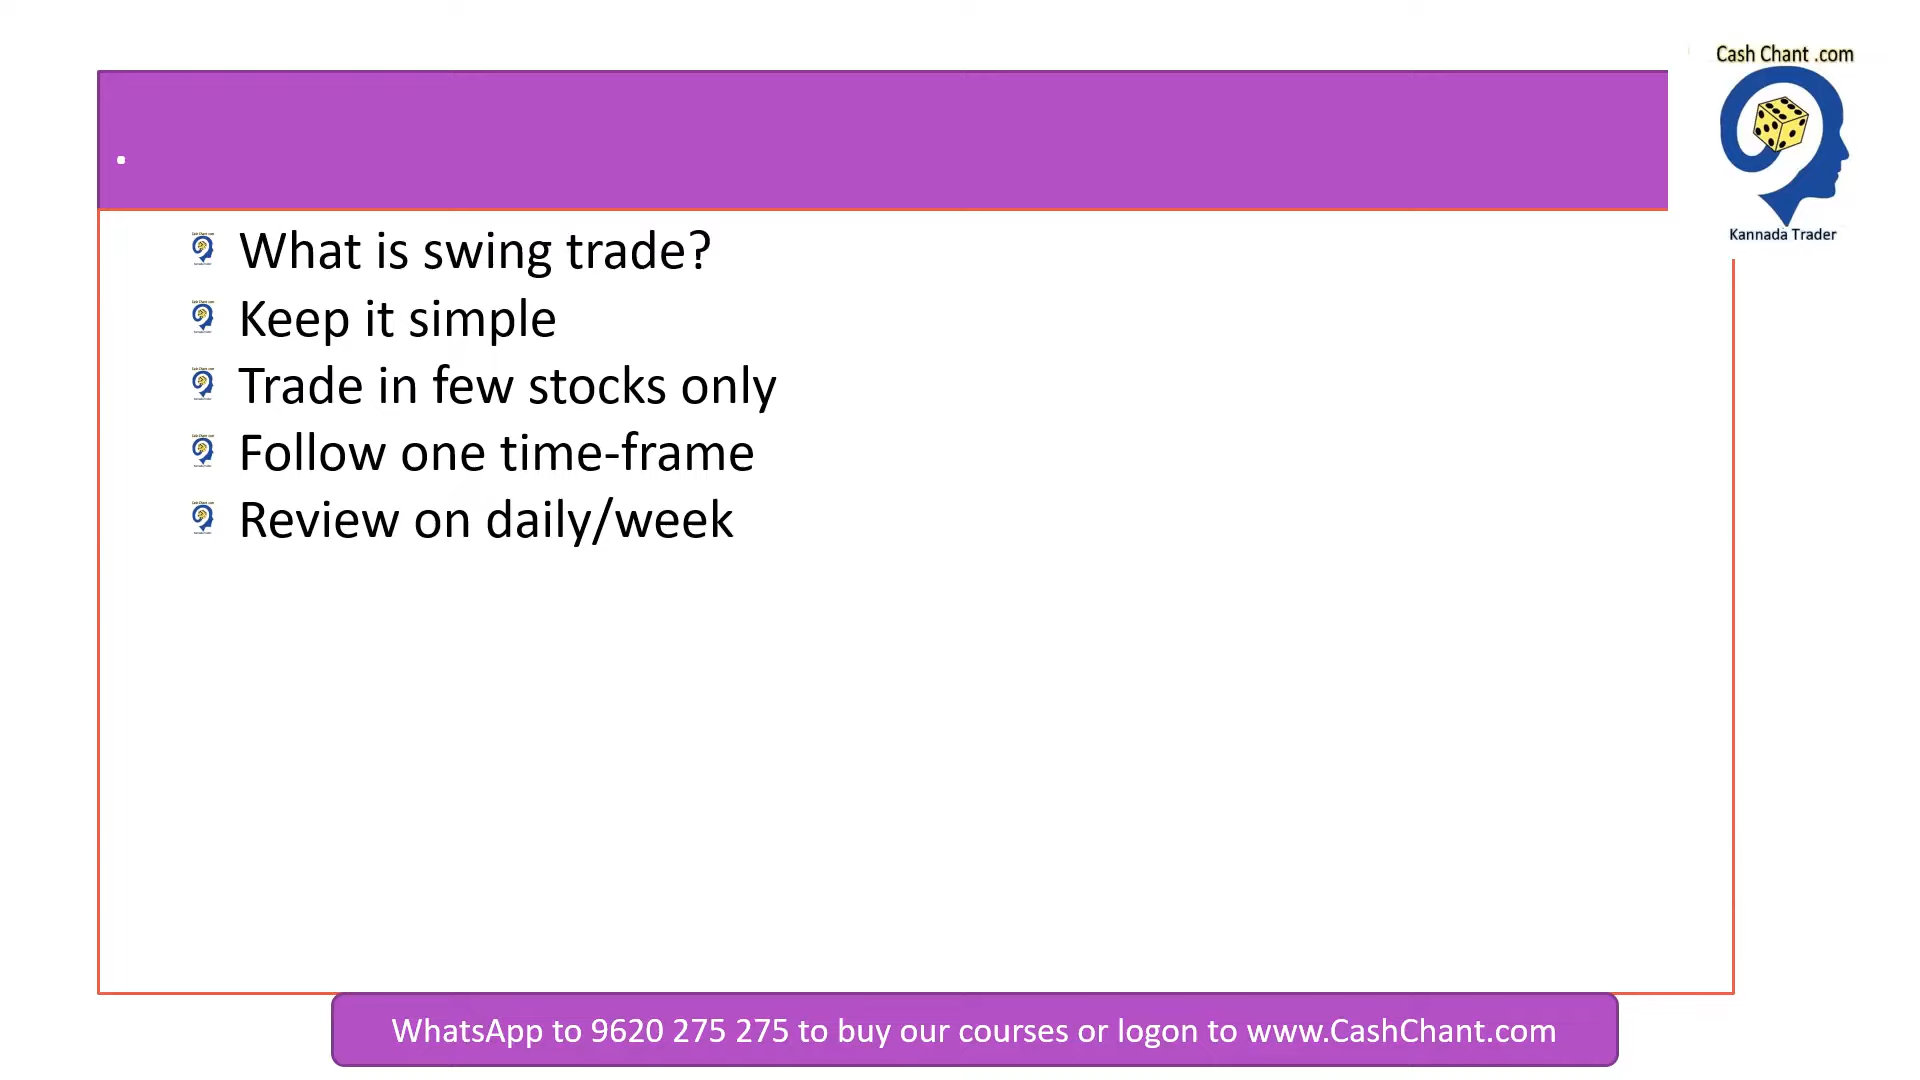 Cash Chant .com
.
Kannada Trader
What is swing trade?
Keep it simple
Trade in few stocks only
Follow one time-frame
Review on daily/week
WhatsApp to 9620 275 275 to buy our courses or logon to www.CashChant.com